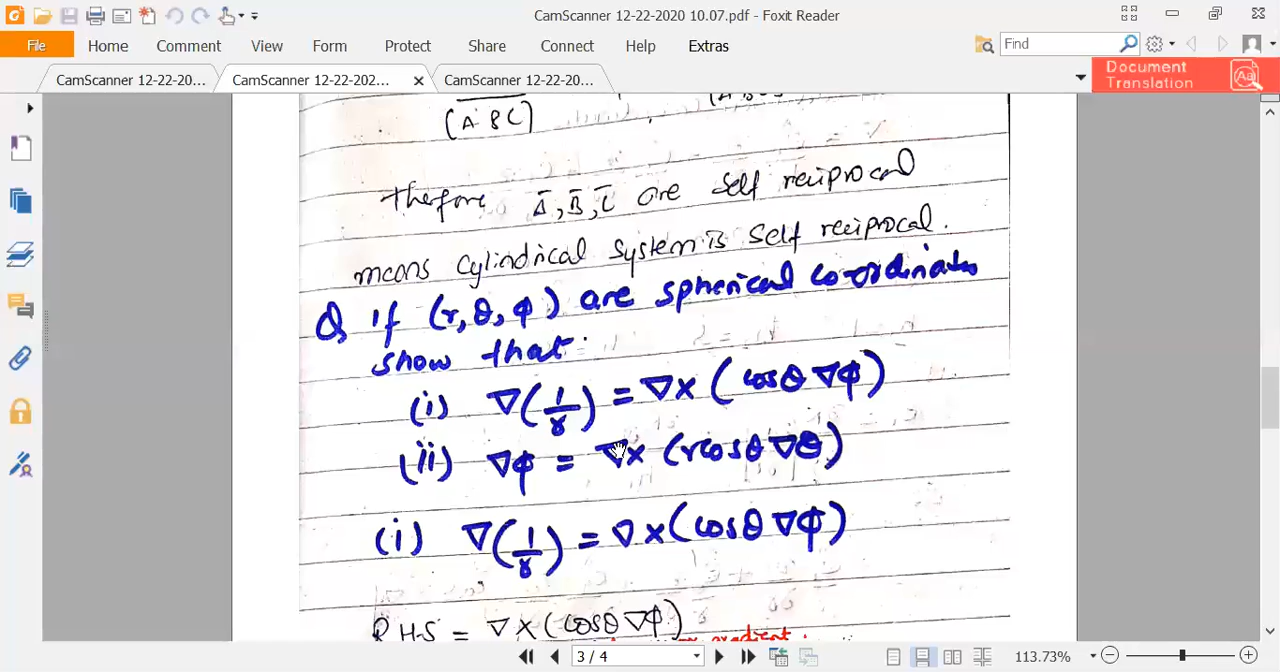 CamScanner 12-22-2020 10.07.pdf - Foxit Reader
File Home Comment View Form Protect Share Connect Help Extras Find
CamScanner 12-22-20... CamScanner 12-22-202... CamScanner 12-2-20... Document
Translation
(A B C)
therfore Ā, B̄, C̄ are self reciprocal
means cylindrical system is self reciprocal.
Q, if (r, θ, φ) are spherical co-ordinates
show that:
(i) ∇(1/r) = ∇×(cosθ∇φ)
(ii) ∇φ = ∇×(rcosθ∇θ)
(i) ∇(1/r) = ∇×(cosθ∇φ)
R.H.S = ∇×(cosθ∇φ)
gradient.
3 / 4 113.73%